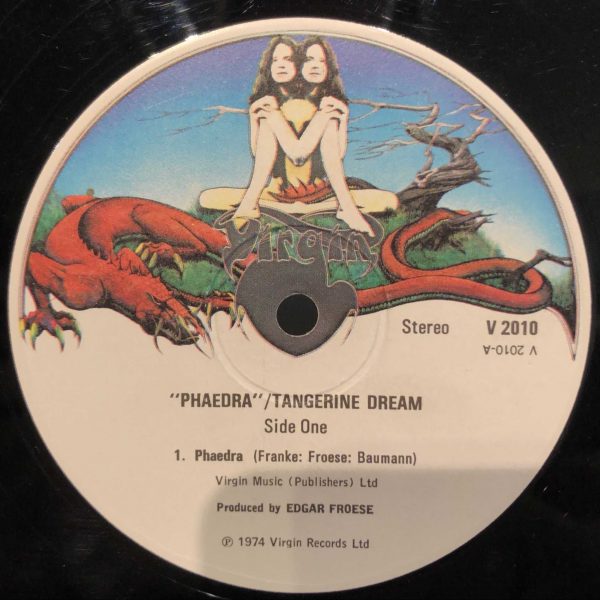 Virgin
Stereo V 2010
V 2010-A
"PHAEDRA"/TANGERINE DREAM
Side One
1. Phaedra (Franke: Froese: Baumann)
Virgin Music (Publishers) Ltd
Produced by EDGAR FROESE
℗ 1974 Virgin Records Ltd